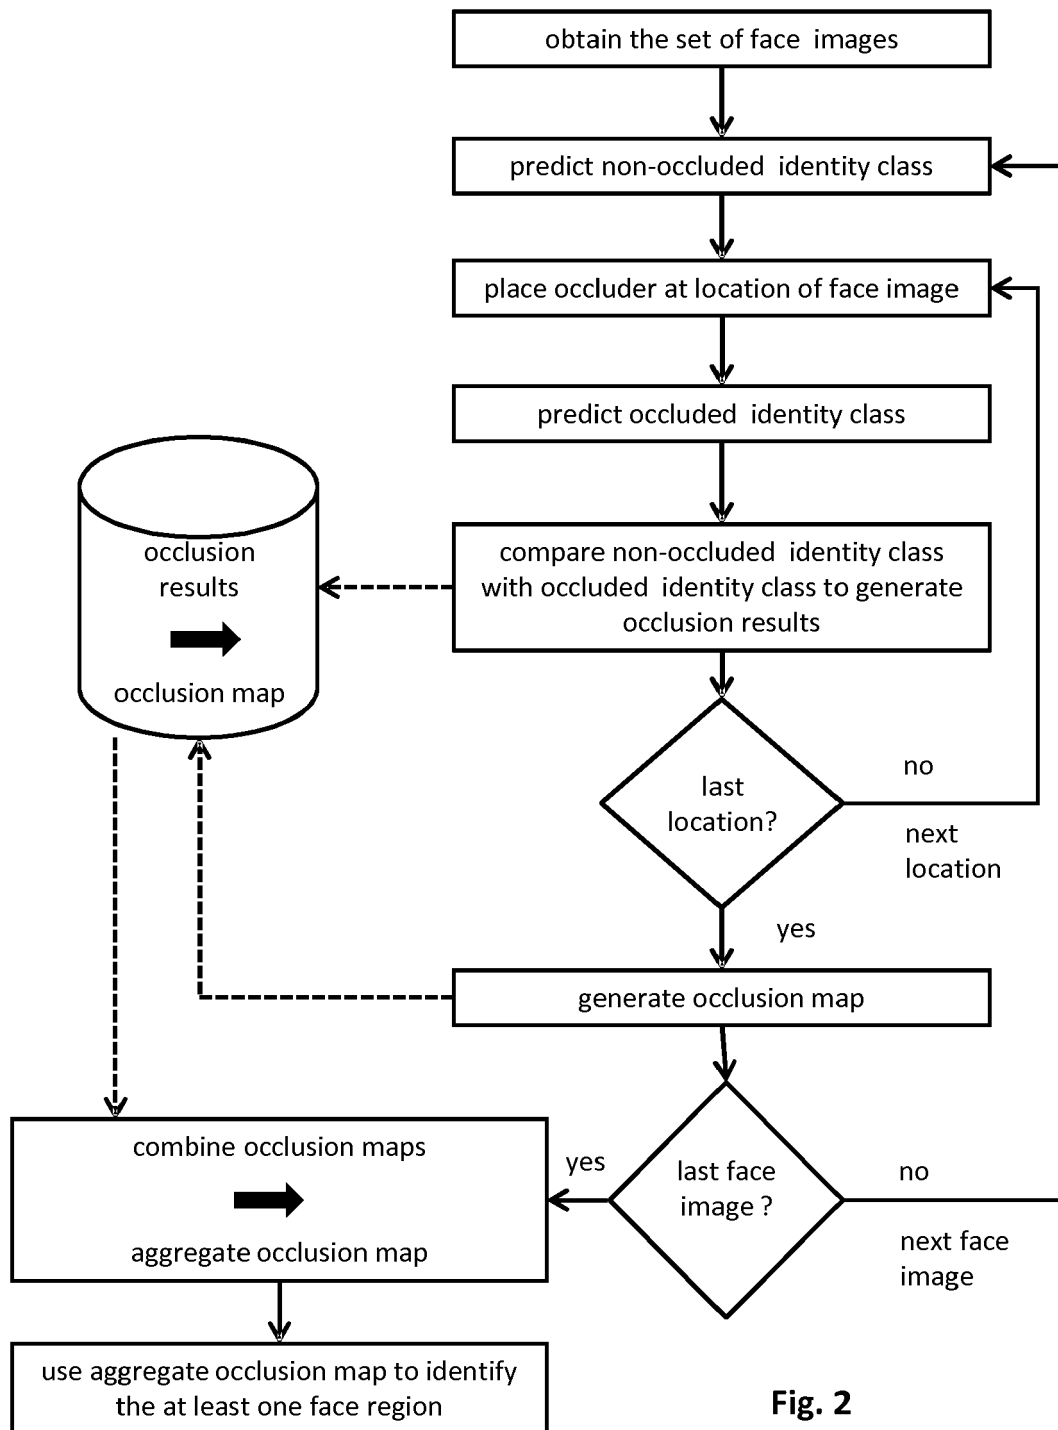 obtain the set of face images
predict non-occluded identity class
place occluder at location of face image
predict occluded identity class
compare non-occluded identity class
with occluded identity class to generate
occlusion results
occlusion
results
occlusion map
last
location?
no
next
location
yes
generate occlusion map
last face
image ?
no
next face
image
yes
combine occlusion maps
aggregate occlusion map
use aggregate occlusion map to identify
the at least one face region
Fig. 2